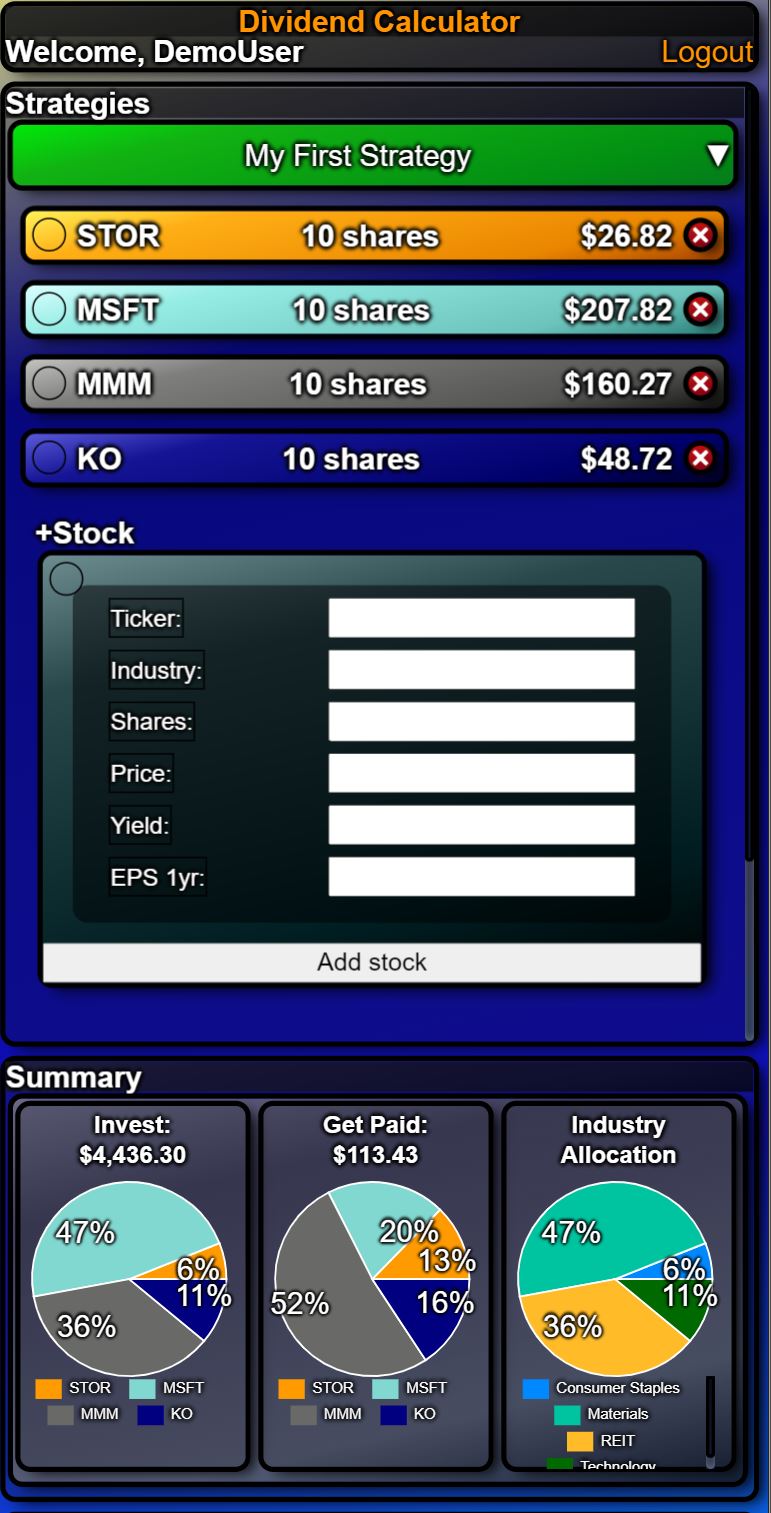 Dividend Calculator
Welcome, DemoUser Logout
Strategies
My First Strategy ▼
STOR 10 shares $26.82
MSFT 10 shares $207.82
MMM 10 shares $160.27
KO 10 shares $48.72
+Stock
Ticker:
Industry:
Shares:
Price:
Yield:
EPS 1yr:
Add stock
Summary
Invest:
$4,436.30
47%
6%
11%
36%
STOR MSFT
MMM KO
Get Paid:
$113.43
20%
13%
52%
16%
STOR MSFT
MMM KO
Industry
Allocation
47%
6%
11%
36%
Consumer Staples
Materials
REIT
Technology